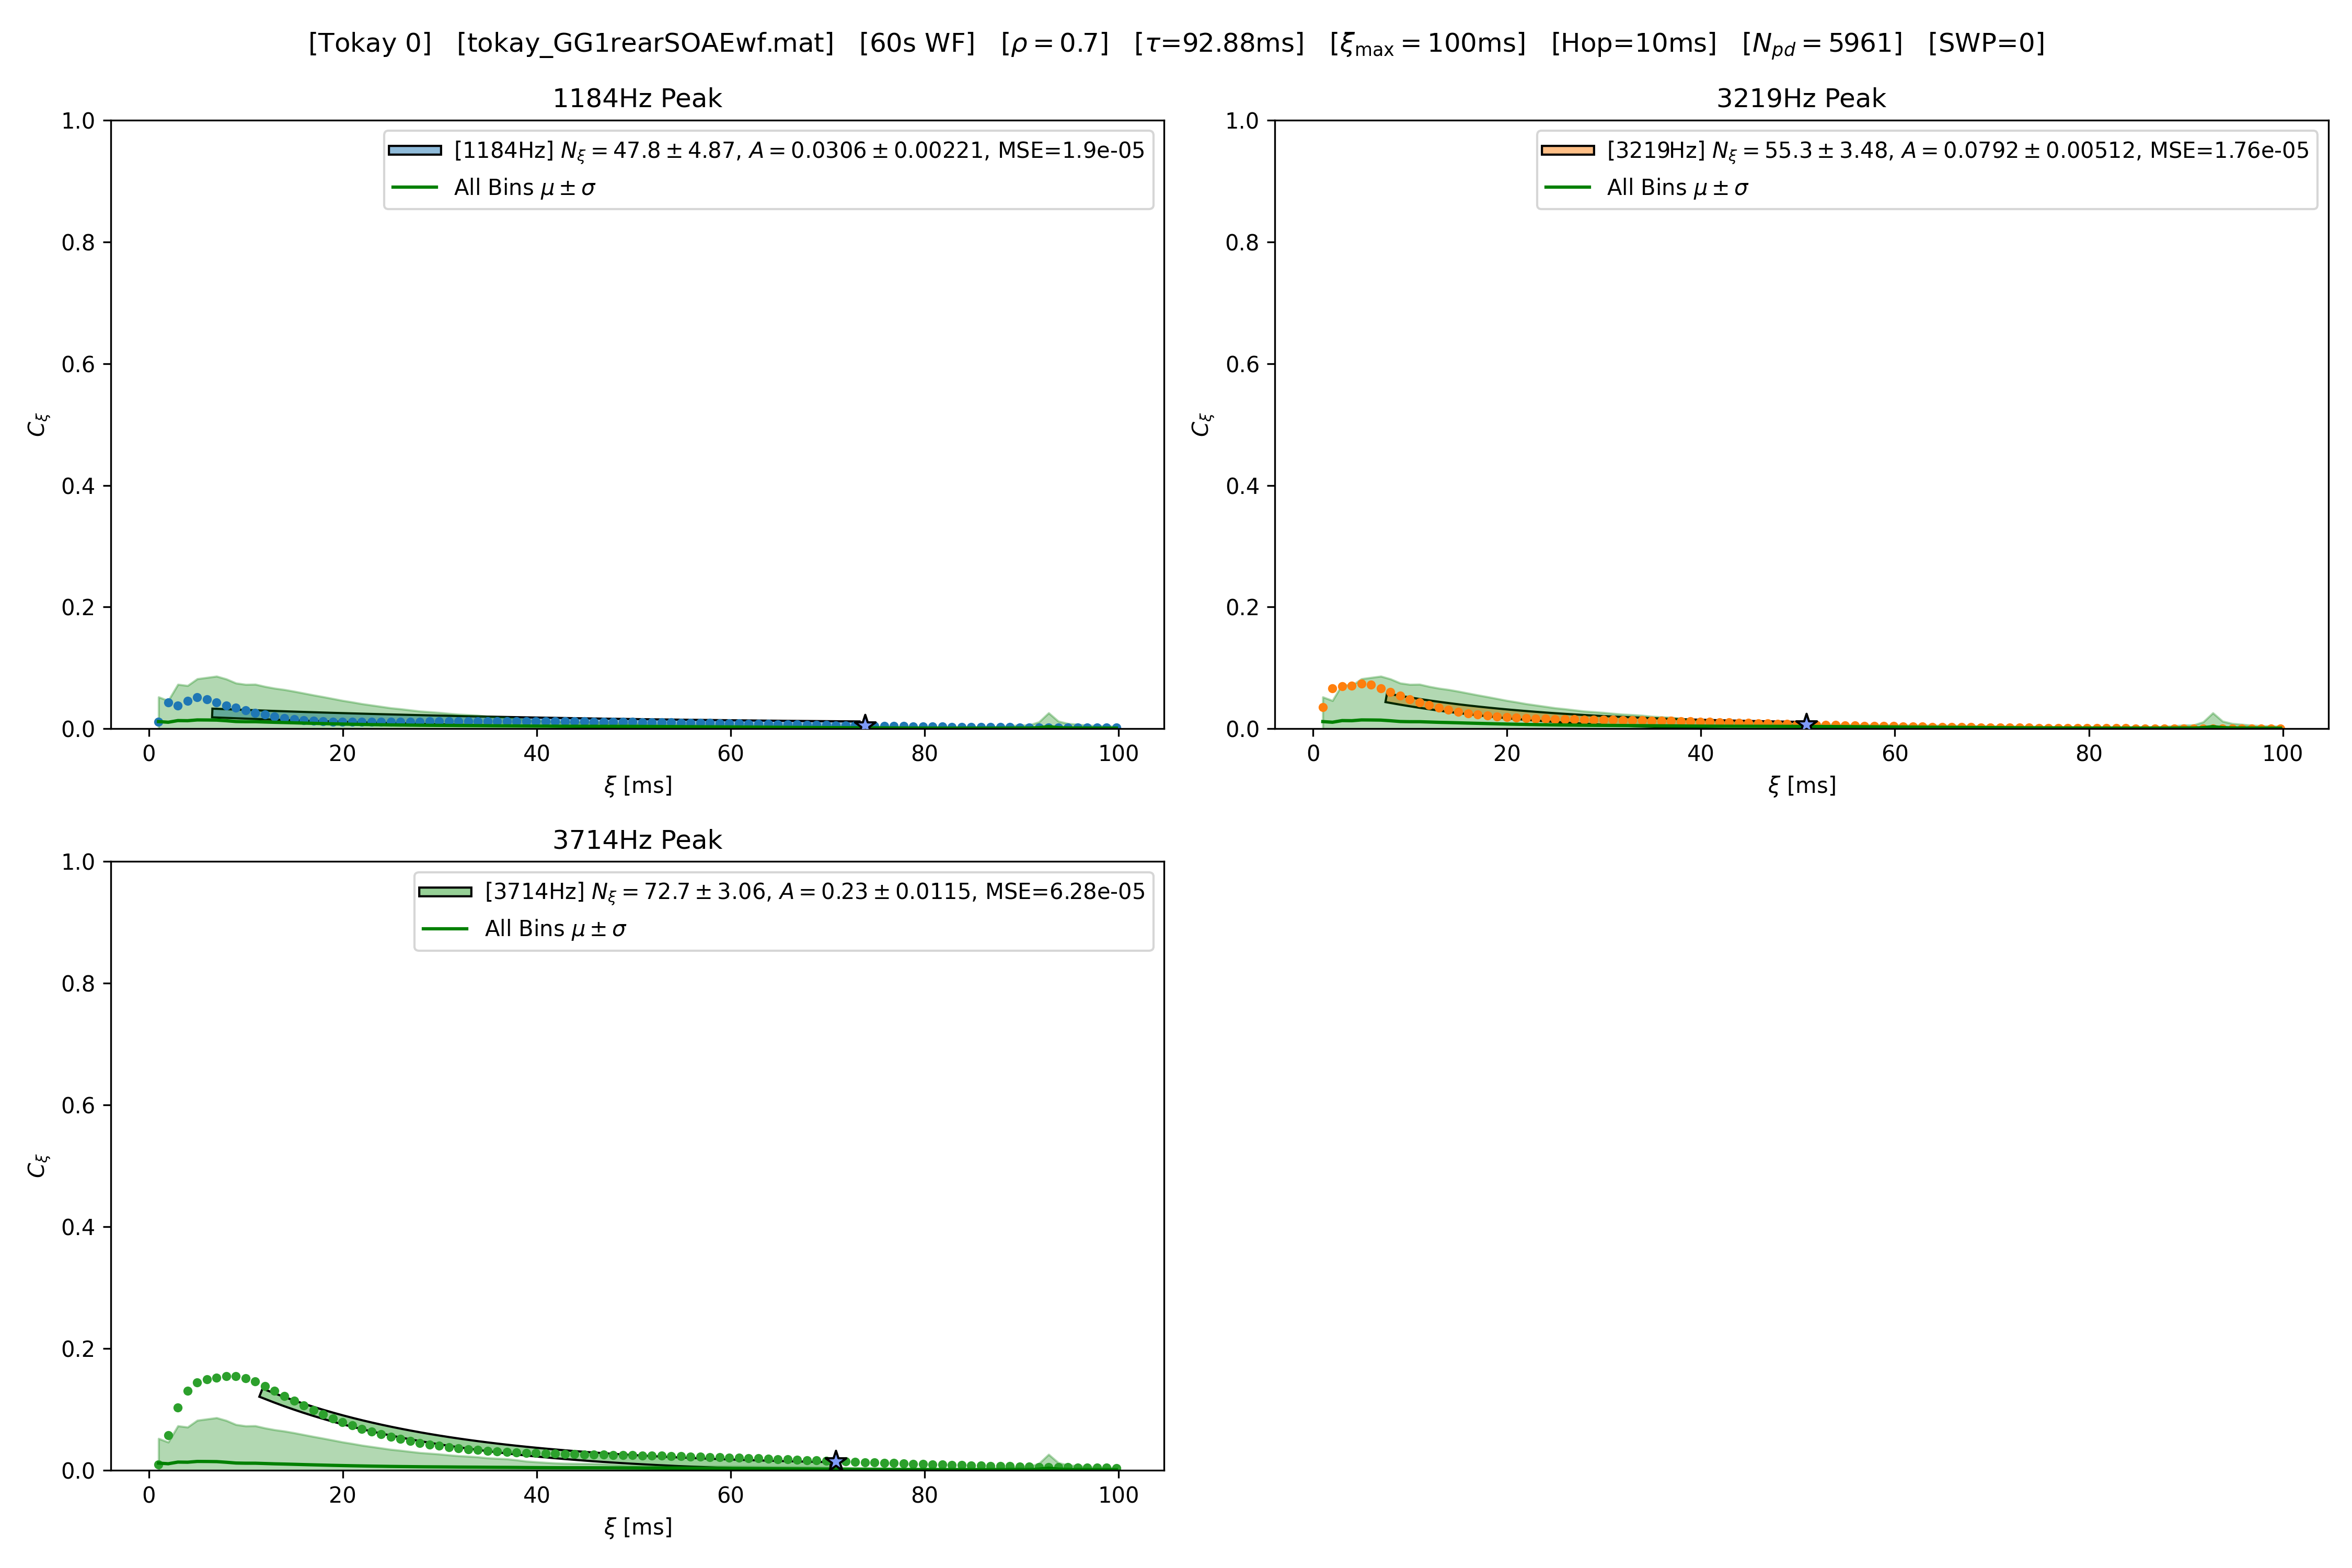 [Tokay 0] [tokay_GG1rearSOAEwf.mat] [60s WF] [ρ = 0.7] [τ=92.88ms] [ξmax = 100ms] [Hop=10ms] [Npd = 5961] [SWP=0]
1184Hz Peak
[1184Hz] Nξ = 47.8 ± 4.87, A = 0.0306 ± 0.00221, MSE=1.9e-05
All Bins μ ± σ
1.0
0.8
0.6
0.4
0.2
0.0
Cξ
0 20 40 60 80 100
ξ [ms]
3219Hz Peak
[3219Hz] Nξ = 55.3 ± 3.48, A = 0.0792 ± 0.00512, MSE=1.76e-05
All Bins μ ± σ
1.0
0.8
0.6
0.4
0.2
0.0
Cξ
0 20 40 60 80 100
ξ [ms]
3714Hz Peak
[3714Hz] Nξ = 72.7 ± 3.06, A = 0.23 ± 0.0115, MSE=6.28e-05
All Bins μ ± σ
1.0
0.8
0.6
0.4
0.2
0.0
Cξ
0 20 40 60 80 100
ξ [ms]